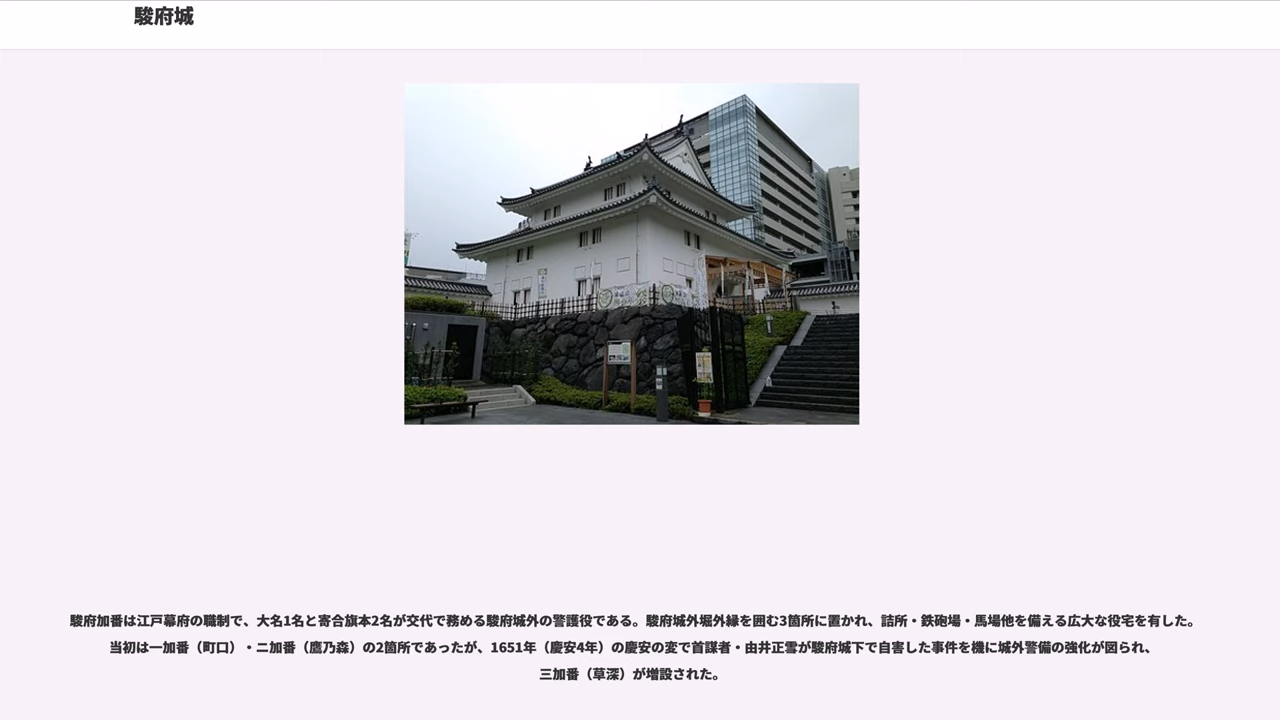 駿府城
駿府加番は江戸幕府の職制で、大名1名と寄合旗本2名が交代で務める駿府城外の警護役である。駿府城外堀外縁を囲む3箇所に置かれ、詰所・鉄砲場・馬場他を備える広大な役宅を有した。
当初は一加番（町口）・二加番（鷹乃森）の2箇所であったが、1651年（慶安4年）の慶安の変で首謀者・由井正雪が駿府城下で自害した事件を機に城外警備の強化が図られ、
三加番（草深）が増設された。